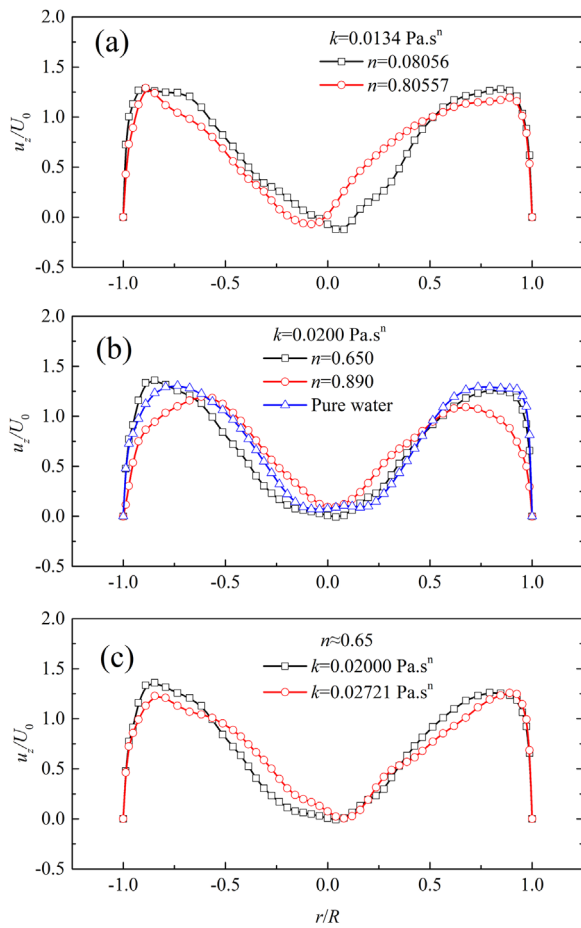 (a)
k=0.0134 Pa.sⁿ
n=0.08056
n=0.80557
u_z/U_0
2.0
1.5
1.0
0.5
0.0
-0.5
-1.0 -0.5 0.0 0.5 1.0
(b)
k=0.0200 Pa.sⁿ
n=0.650
n=0.890
Pure water
u_z/U_0
2.0
1.5
1.0
0.5
0.0
-0.5
-1.0 -0.5 0.0 0.5 1.0
(c)
n≈0.65
k=0.02000 Pa.sⁿ
k=0.02721 Pa.sⁿ
u_z/U_0
2.0
1.5
1.0
0.5
0.0
-0.5
-1.0 -0.5 0.0 0.5 1.0
r/R